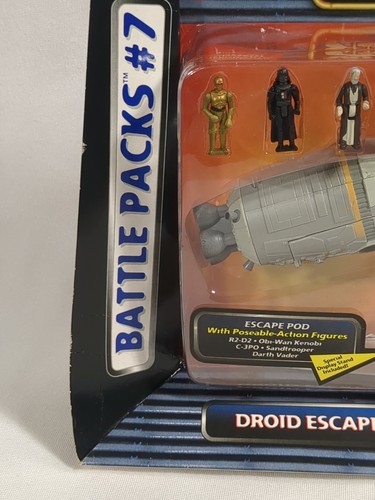 BATTLE PACKS™ #7
ESCAPE POD
With Poseable-Action Figures
R2-D2 • Obi-Wan Kenobi
C-3PO • Sandtrooper
Darth Vader
Special
Display Stand
Included!
DROID ESCAPE